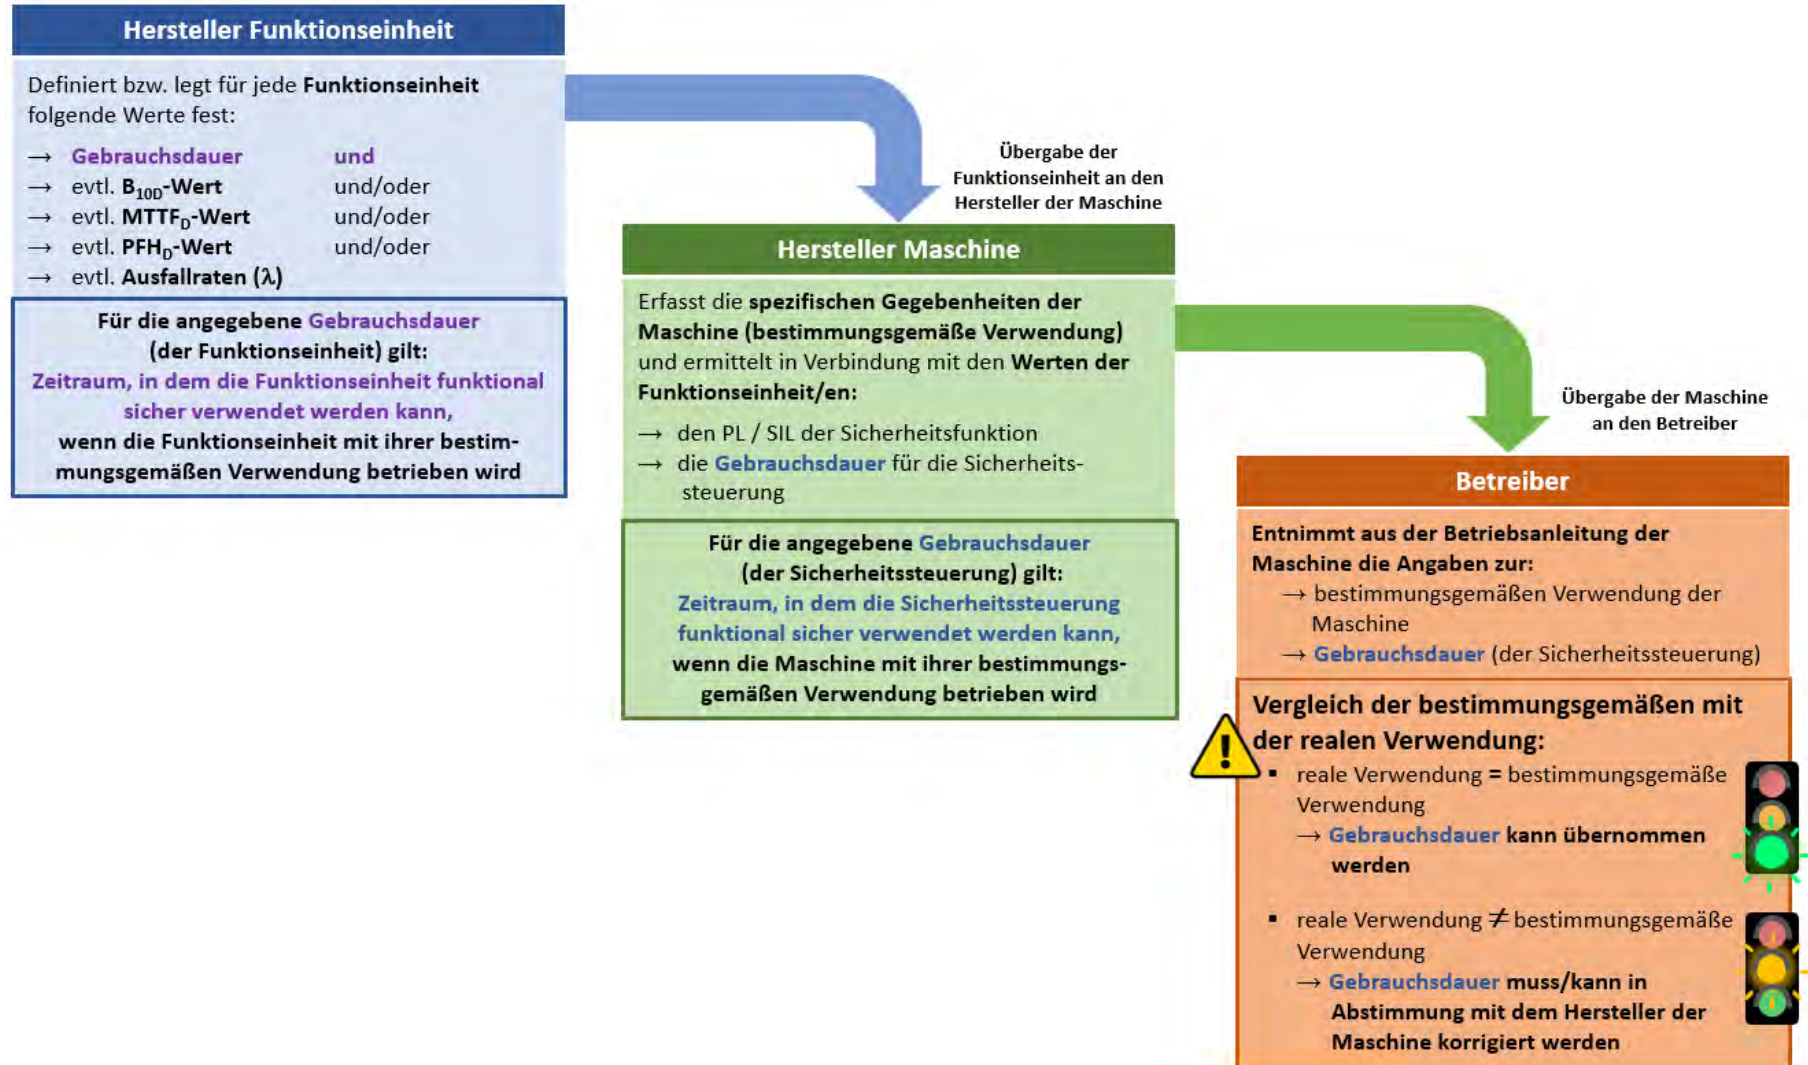 Hersteller Funktionseinheit
Definiert bzw. legt für jede Funktionseinheit
folgende Werte fest:
→ Gebrauchsdauer und
→ evtl. B10D-Wert und/oder
→ evtl. MTTFD-Wert und/oder
→ evtl. PFHD-Wert und/oder
→ evtl. Ausfallraten (λ)
Für die angegebene Gebrauchsdauer
(der Funktionseinheit) gilt:
Zeitraum, in dem die Funktionseinheit funktional
sicher verwendet werden kann,
wenn die Funktionseinheit mit ihrer bestim-
mungsgemäßen Verwendung betrieben wird
Übergabe der
Funktionseinheit an den
Hersteller der Maschine
Hersteller Maschine
Erfasst die spezifischen Gegebenheiten der
Maschine (bestimmungsgemäße Verwendung)
und ermittelt in Verbindung mit den Werten der
Funktionseinheit/en:
→ den PL / SIL der Sicherheitsfunktion
→ die Gebrauchsdauer für die Sicherheits-
steuerung
Für die angegebene Gebrauchsdauer
(der Sicherheitssteuerung) gilt:
Zeitraum, in dem die Sicherheitssteuerung
funktional sicher verwendet werden kann,
wenn die Maschine mit ihrer bestimmungs-
gemäßen Verwendung betrieben wird
Übergabe der Maschine
an den Betreiber
Betreiber
Entnimmt aus der Betriebsanleitung der
Maschine die Angaben zur:
→ bestimmungsgemäßen Verwendung der
Maschine
→ Gebrauchsdauer (der Sicherheitssteuerung)
Vergleich der bestimmungsgemäßen mit
der realen Verwendung:
▪ reale Verwendung = bestimmungsgemäße
Verwendung
→ Gebrauchsdauer kann übernommen
werden
▪ reale Verwendung ≠ bestimmungsgemäße
Verwendung
→ Gebrauchsdauer muss/kann in
Abstimmung mit dem Hersteller der
Maschine korrigiert werden